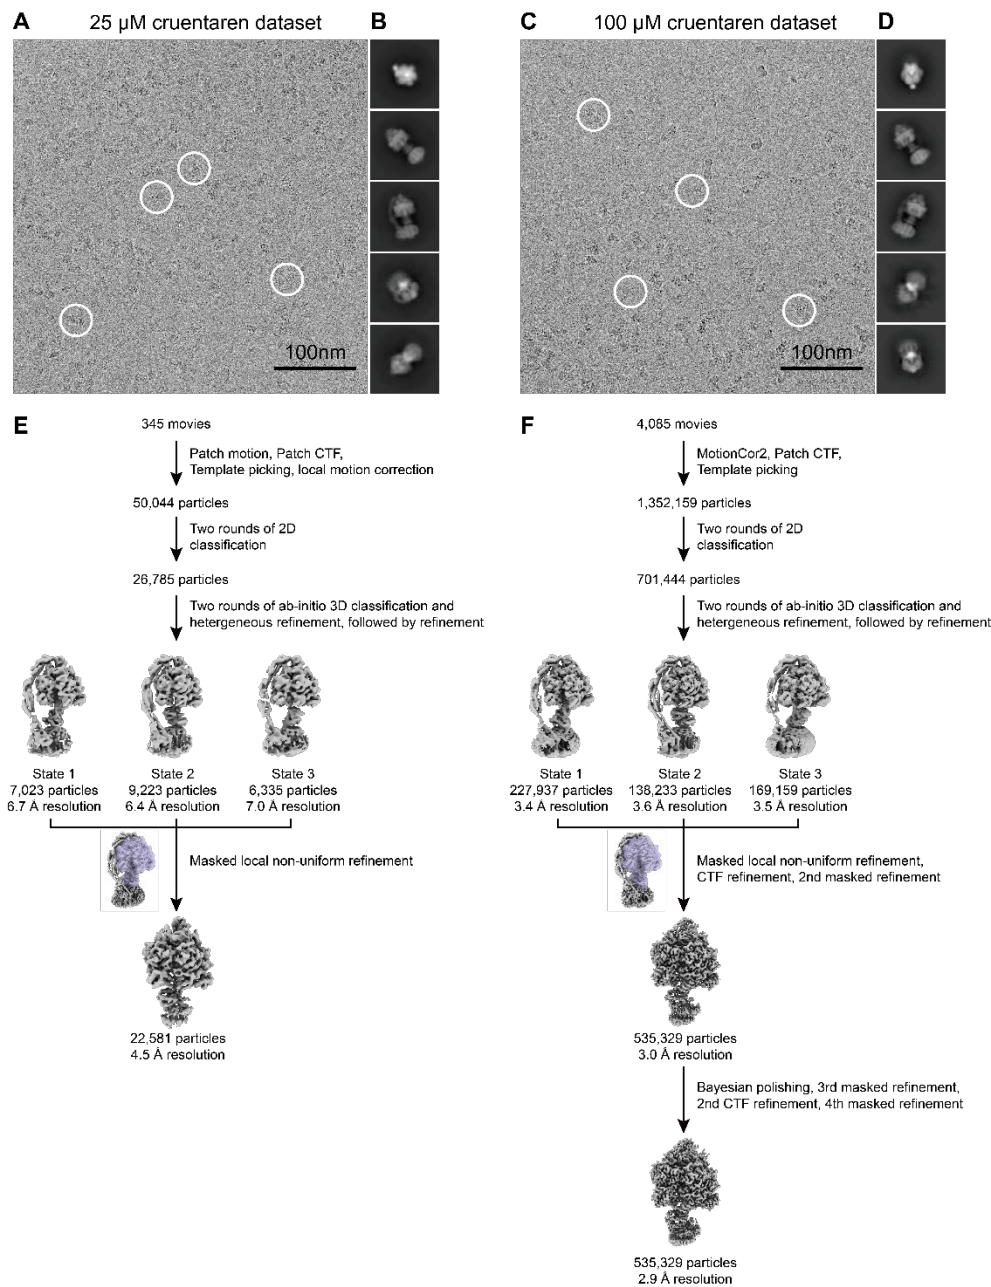 A 25 µM cruentaren dataset B
C 100 µM cruentaren dataset D
100nm
100nm
E
345 movies
Patch motion, Patch CTF,
Template picking, local motion correction
50,044 particles
Two rounds of 2D
classification
26,785 particles
Two rounds of ab-initio 3D classification and
hetergeneous refinement, followed by refinement
State 1
7,023 particles
6.7 Å resolution
State 2
9,223 particles
6.4 Å resolution
State 3
6,335 particles
7.0 Å resolution
Masked local non-uniform refinement
22,581 particles
4.5 Å resolution
F
4,085 movies
MotionCor2, Patch CTF,
Template picking
1,352,159 particles
Two rounds of 2D
classification
701,444 particles
Two rounds of ab-initio 3D classification and
hetergeneous refinement, followed by refinement
State 1
227,937 particles
3.4 Å resolution
State 2
138,233 particles
3.6 Å resolution
State 3
169,159 particles
3.5 Å resolution
Masked local non-uniform refinement,
CTF refinement, 2nd masked refinement
535,329 particles
3.0 Å resolution
Bayesian polishing, 3rd masked refinement,
2nd CTF refinement, 4th masked refinement
535,329 particles
2.9 Å resolution